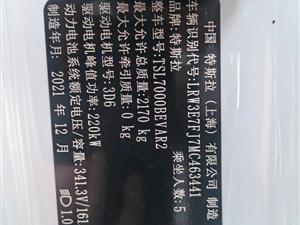 中国 特斯拉(上海)有限公司 制造
车辆识别代号:LRW3E7FJ7MC463441
品牌:特斯拉 乘坐人数:5
整车型号:TSL7000BEVAR2
最大允许总质量:2170 kg
最大允许牵引质量:0 kg
驱动电机型号:3D6
驱动电机峰值功率:220kW
动力电池系统额定电压/容量:341.3V/161
制造年月:2021 年 12 月
1.0